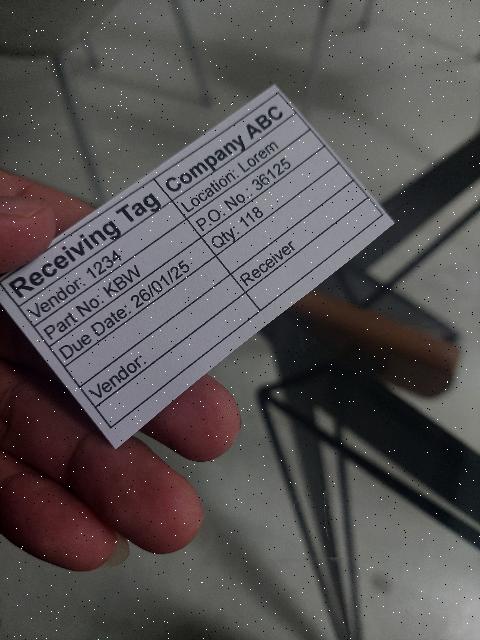 Receiving Tag Company ABC
Vendor: 1234 Location: Lorem
Part No: KBW P.O. No.: 36125
Due Date: 26/01/25 Qty: 118
Vendor: Receiver